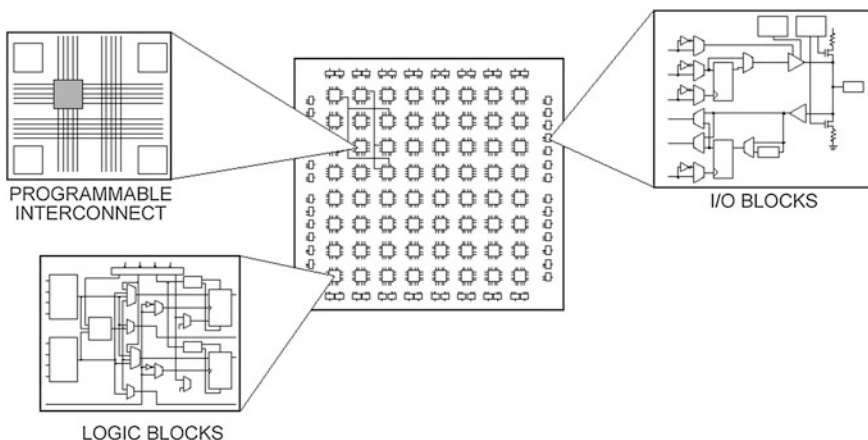 PROGRAMMABLE
INTERCONNECT
I/O BLOCKS
LOGIC BLOCKS